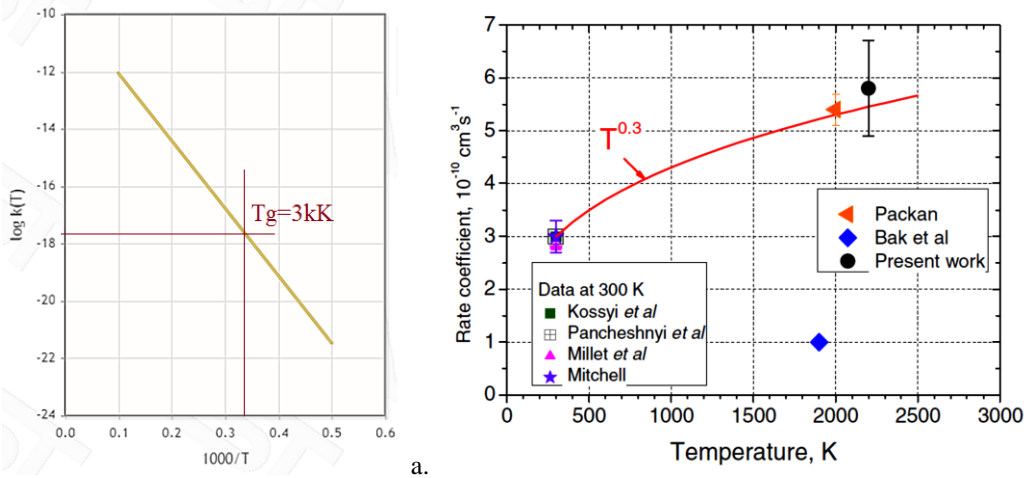 -10
-12
-14
-16
-18
-20
-22
-24
log k(T)
Tg=3kK
0.0 0.1 0.2 0.3 0.4 0.5 0.6
1000/T
a.
7
6
5
4
3
2
1
0
Rate coefficient, 10⁻¹⁰ cm³s⁻¹
T⁰·³
Packan
Bak et al
Present work
Data at 300 K
Kossyi et al
Pancheshnyi et al
Millet et al
Mitchell
0 500 1000 1500 2000 2500 3000
Temperature, K